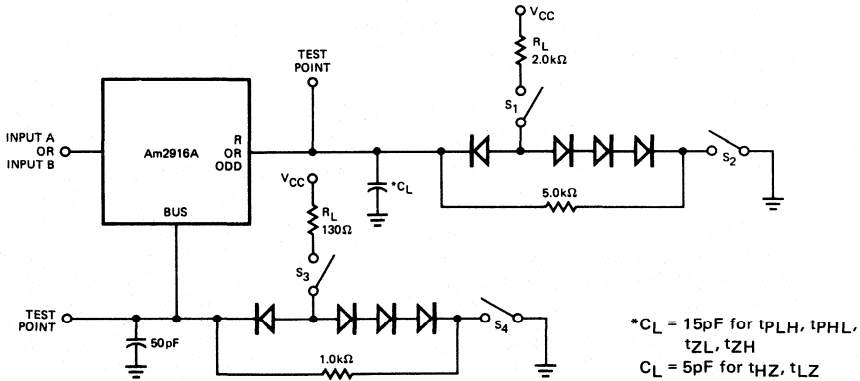 VCC
RL
2.0kΩ
TEST
POINT
S1
INPUT A
OR
INPUT B
Am2916A
R
OR
ODD
S2
VCC
*CL
RL
130Ω
5.0kΩ
BUS
S3
TEST
POINT
50pF
S4
1.0kΩ
*CL = 15pF for tPLH, tPHL,
tZL, tZH
CL = 5pF for tHZ, tLZ